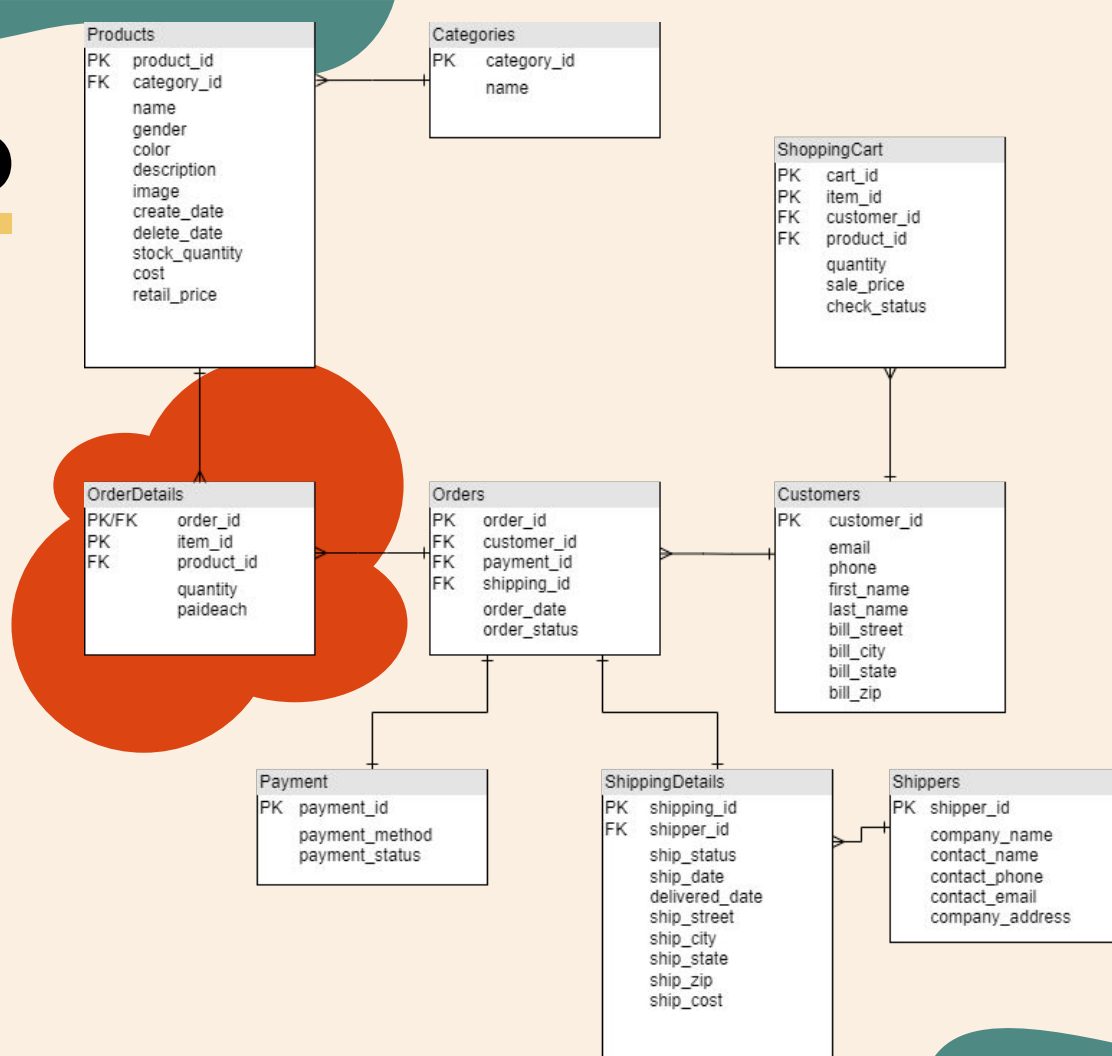 Products
PK product_id
FK category_id
name
gender
color
description
image
create_date
delete_date
stock_quantity
cost
retail_price
Categories
PK category_id
name
ShoppingCart
PK cart_id
PK item_id
FK customer_id
FK product_id
quantity
sale_price
check_status
OrderDetails
PK/FK order_id
PK item_id
FK product_id
quantity
paideach
Orders
PK order_id
FK customer_id
FK payment_id
FK shipping_id
order_date
order_status
Customers
PK customer_id
email
phone
first_name
last_name
bill_street
bill_city
bill_state
bill_zip
Payment
PK payment_id
payment_method
payment_status
ShippingDetails
PK shipping_id
FK shipper_id
ship_status
ship_date
delivered_date
ship_street
ship_city
ship_state
ship_zip
ship_cost
Shippers
PK shipper_id
company_name
contact_name
contact_phone
contact_email
company_address